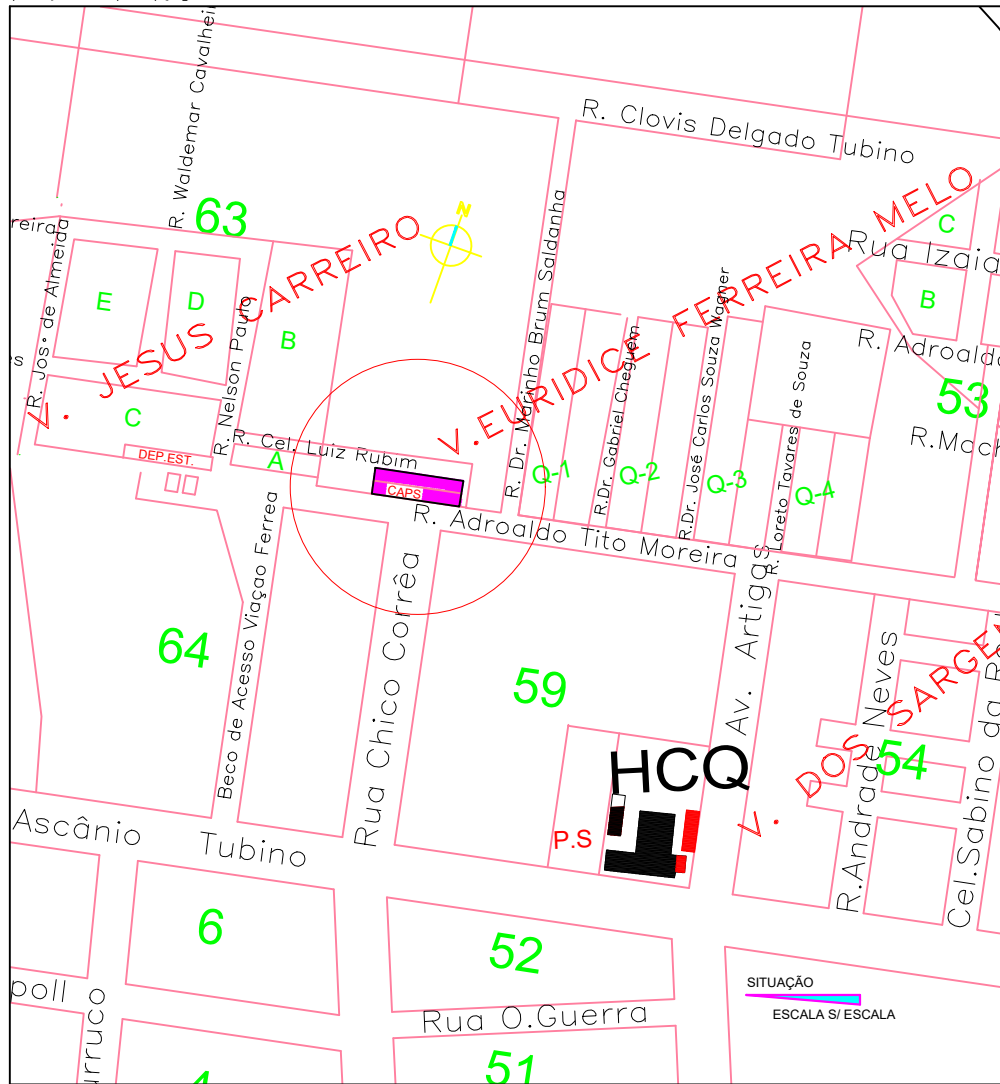 R. Waldemar Cavalhei
R. Clovis Delgado Tubino
63
N
V. JESUS CARREIRO
V.EURIDICE FERREIRA MELO
C
Rua Izaia
B
reira
R. Jos• de Almeida
E
D
B
R. Nelson Paulo
R. Dr. Marinho Brum Saldanha
R.Dr. Gabriel Cheguem
R.Dr. José Carlos Souza Wagner
R. Loreto Tavares de Souza
R. Adroaldo
53
R.Mach
C
DEP.EST.
A
R. Cel. Luiz Rubim
CAPS
Q-1
Q-2
Q-3
Q-4
R. Adroaldo Tito Moreira
64
Beco de Acesso Viaçao Ferrea
Rua Chico Corrêa
59
Av. Artigas
V. DOS SARGE
54
R.Andrade Neves
Cel.Sabino da R
HCQ
P.S
Ascânio Tubino
6
52
poll
urruco
Rua O.Guerra
51
SITUAÇÃO
ESCALA S/ ESCALA